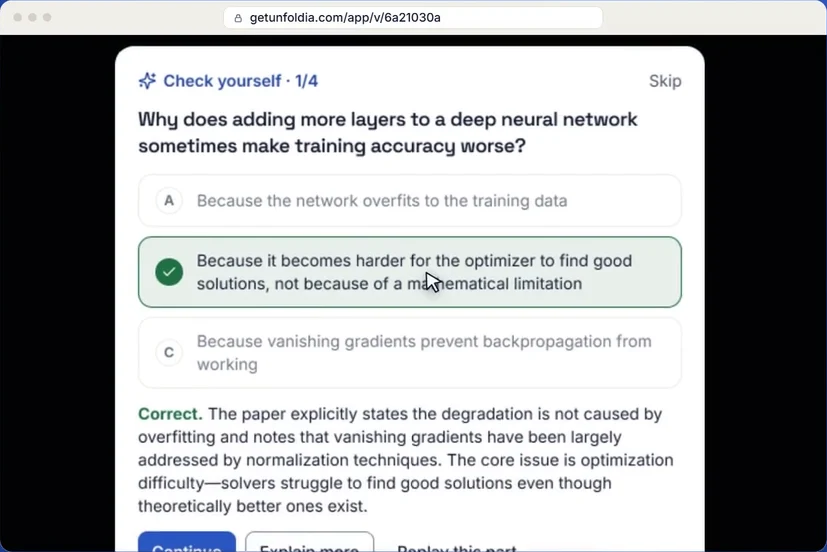 getunfoldia.com/app/v/6a21030a
Check yourself · 1/4
Skip
Why does adding more layers to a deep neural network
sometimes make training accuracy worse?
A
Because the network overfits to the training data
Because it becomes harder for the optimizer to find good
solutions, not because of a mathematical limitation
C
Because vanishing gradients prevent backpropagation from
working
Correct. The paper explicitly states the degradation is not caused by
overfitting and notes that vanishing gradients have been largely
addressed by normalization techniques. The core issue is optimization
difficulty—solvers struggle to find good solutions even though
theoretically better ones exist.
Continue
Explain more
Replay this part